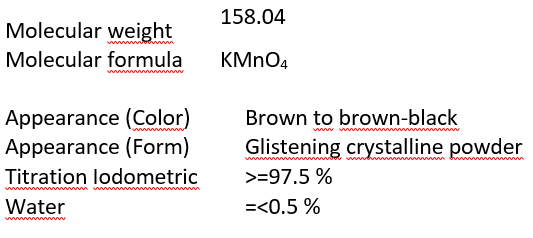 Molecular weight 158.04
Molecular formula KMnO₄
Appearance (Color) Brown to brown-black
Appearance (Form) Glistening crystalline powder
Titration lodometric >=97.5 %
Water =<0.5 %